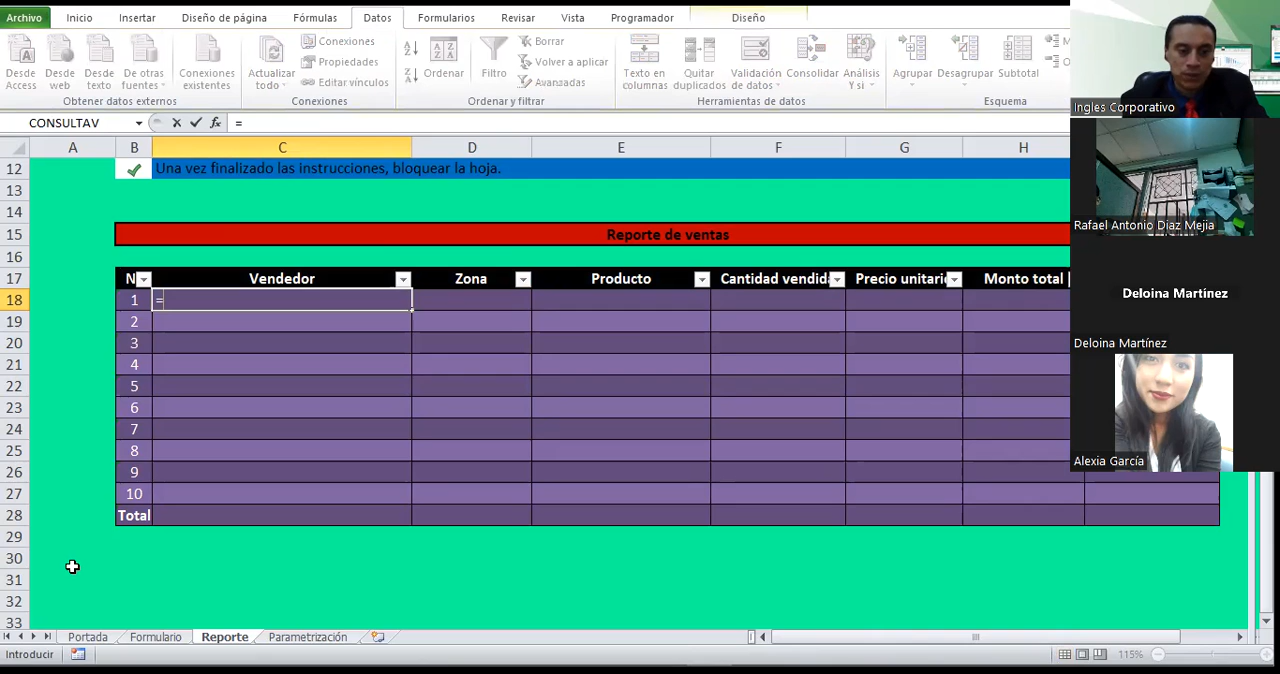 Archivo Inicio Insertar Diseño de página Fórmulas Datos Formularios Revisar Vista Programador Diseño
Desde Access
Desde web
Desde texto
De otras fuentes
Conexiones existentes
Obtener datos externos
Actualizar todo
Conexiones
Propiedades
Editar vínculos
Conexiones
Ordenar
Filtro
Borrar
Volver a aplicar
Avanzadas
Ordenar y filtrar
Texto en columnas
Quitar duplicados
Validación de datos
Consolidar
Análisis Y si
Herramientas de datos
Agrupar
Desagrupar
Subtotal
Esquema
CONSULTAV fx =
A B C D E F G H
12 Una vez finalizado las instrucciones, bloquear la hoja.
13
14
15 Reporte de ventas
16
17 N Vendedor Zona Producto Cantidad vendid Precio unitari Monto total
18 1 =
19 2
20 3
21 4
22 5
23 6
24 7
25 8
26 9
27 10
28 Total
29
30
31
32
33
Portada Formulario Reporte Parametrización
Introducir 115%
Ingles Corporativo
Rafael Antonio Diaz Mejia
Deloina Martínez
Deloina Martínez
Alexia García